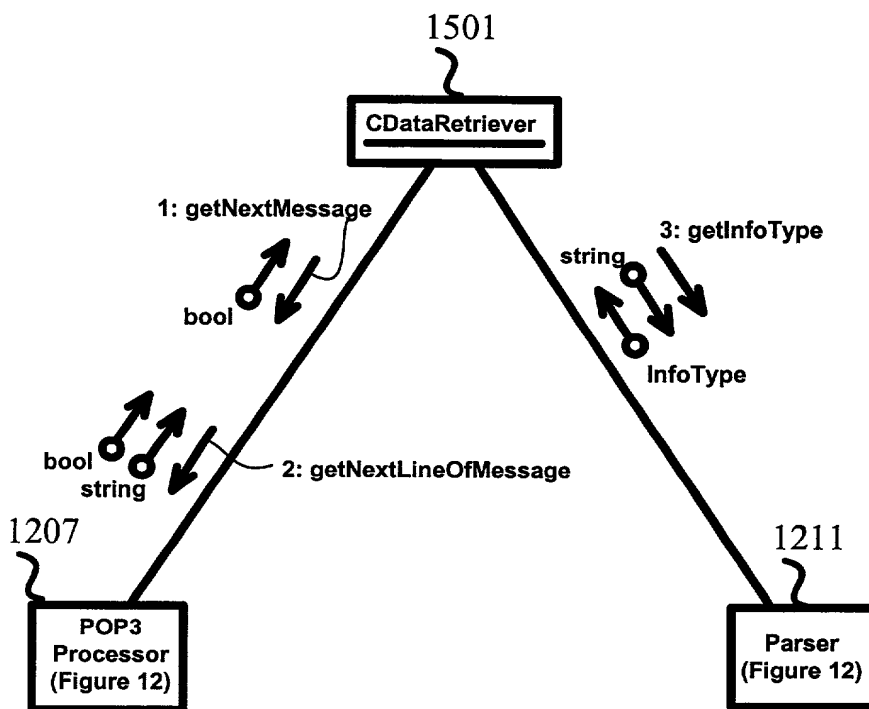 1501
CDataRetriever
1: getNextMessage
bool
3: getInfoType
string
InfoType
bool
string
2: getNextLineOfMessage
1207
POP3
Processor
(Figure 12)
1211
Parser
(Figure 12)